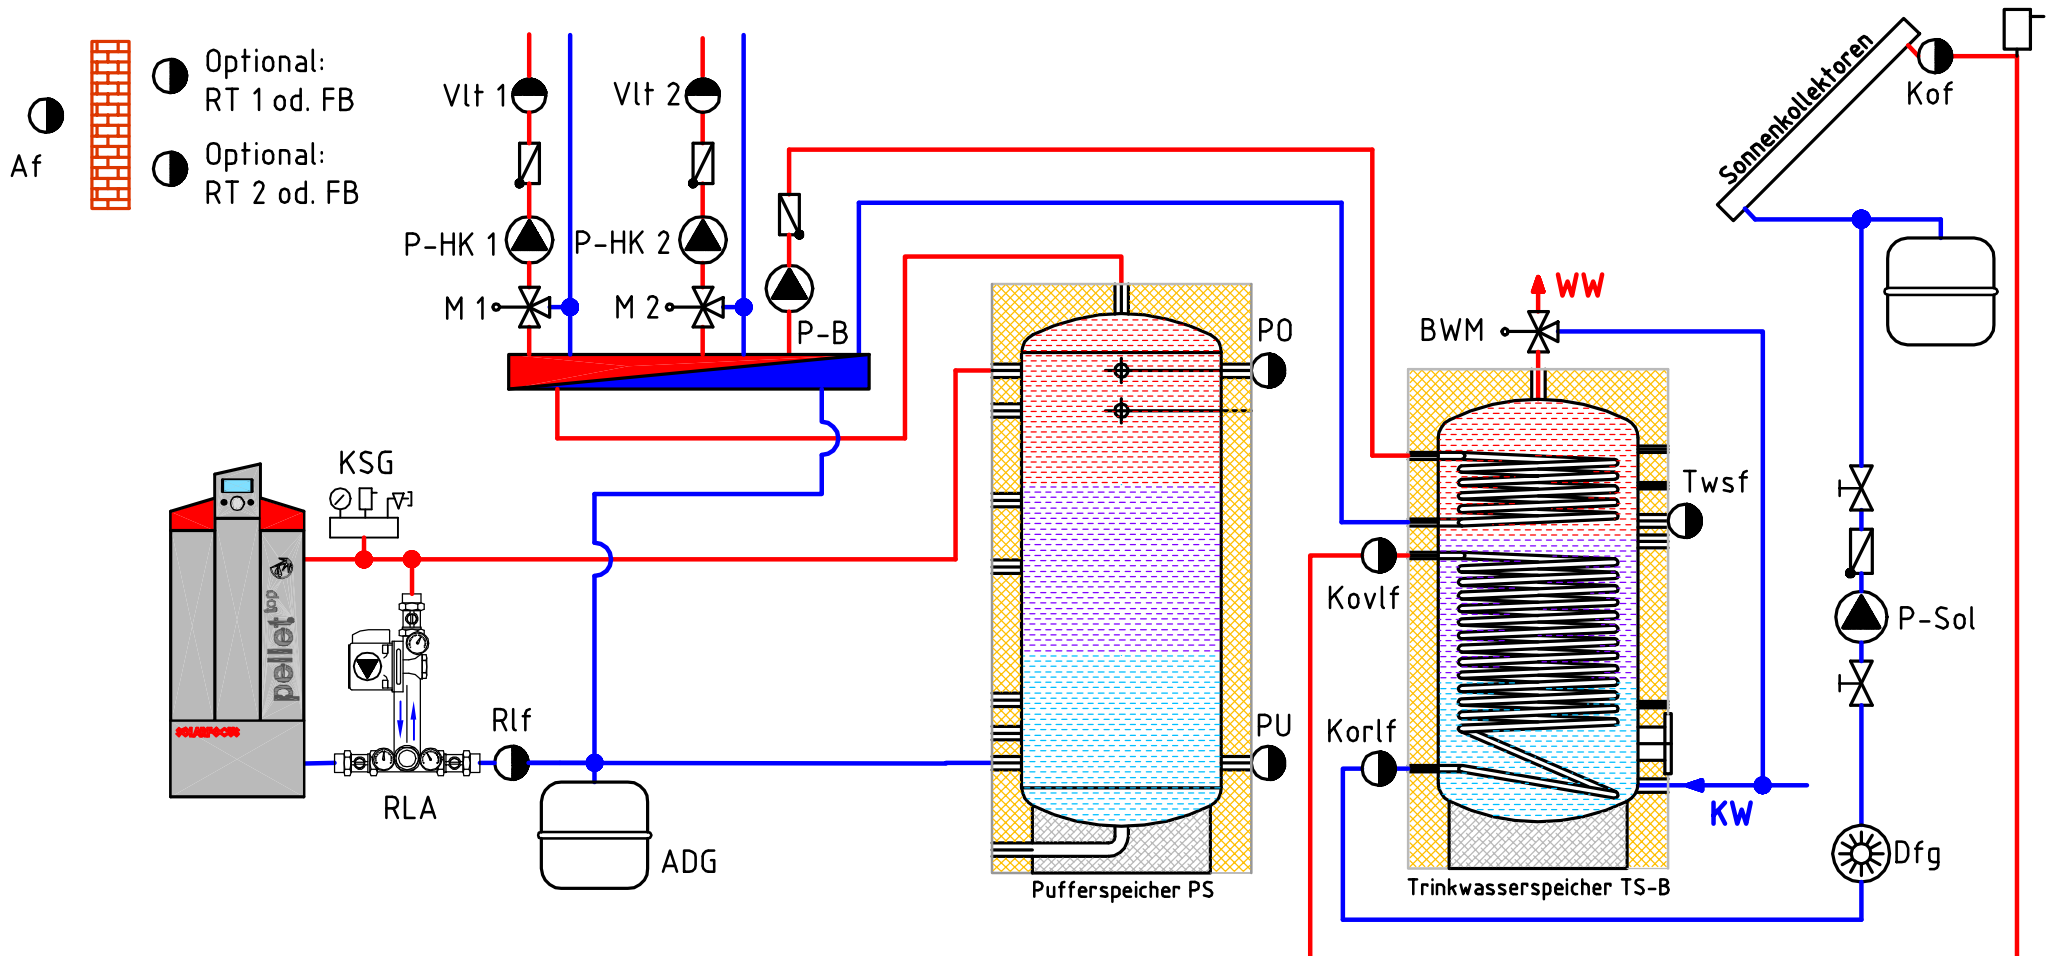 Af
Optional:
RT 1 od. FB
Optional:
RT 2 od. FB
Vlt 1
Vlt 2
P-HK 1
P-HK 2
M 1
M 2
P-B
KSG
pellet top
SOLARFOCUS
Rlf
RLA
ADG
PO
PU
Pufferspeicher PS
WW
BWM
Twsf
Kovlf
Korlf
KW
Trinkwasserspeicher TS-B
Sonnenkollektoren
Kof
P-Sol
Dfg